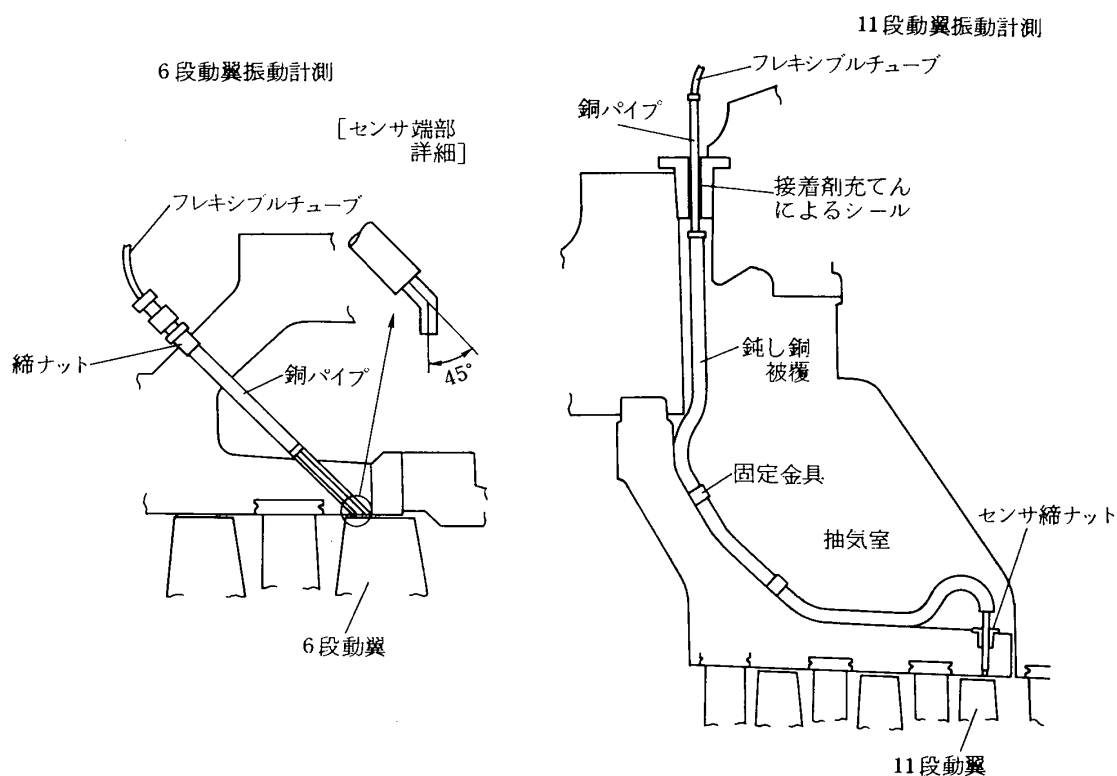 6段動翼振動計測
[センサ端部
詳細]
フレキシブルチューブ
締ナット
銅パイプ
45°
6段動翼
11段動翼振動計測
フレキシブルチューブ
銅パイプ
接着剤充てん
によるシール
鈍し銅
被覆
固定金具
センサ締ナット
抽気室
11段動翼